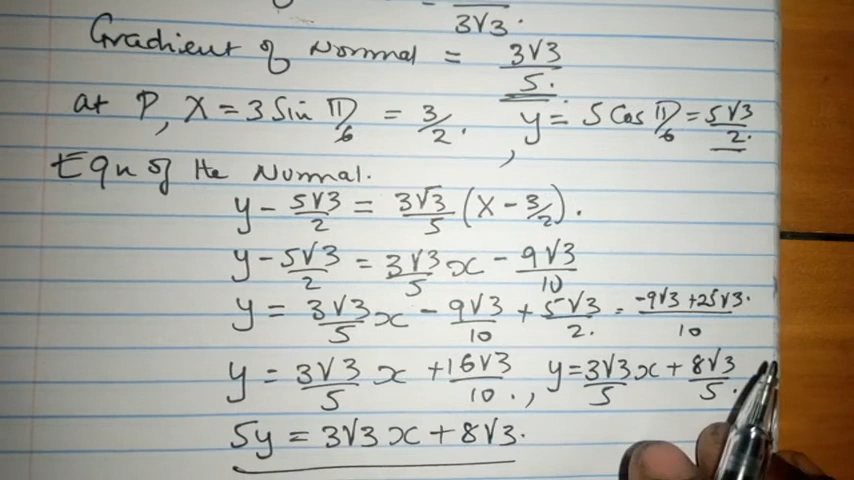 3√3.
Gradient of Normal = 3√3/5.
at P, X = 3 Sin π/6 = 3/2. , y = 5 Cos π/6 = 5√3/2.
Eqn of the Normal.
y - 5√3/2 = 3√3/5 (x - 3/2).
y - 5√3/2 = 3√3/5 x - 9√3/10
y = 3√3/5 x - 9√3/10 + 5√3/2. = -9√3 + 25√3./10
y = 3√3/5 x + 16√3/10. , y = 3√3/5 x + 8√3/5.
5y = 3√3 x + 8√3.